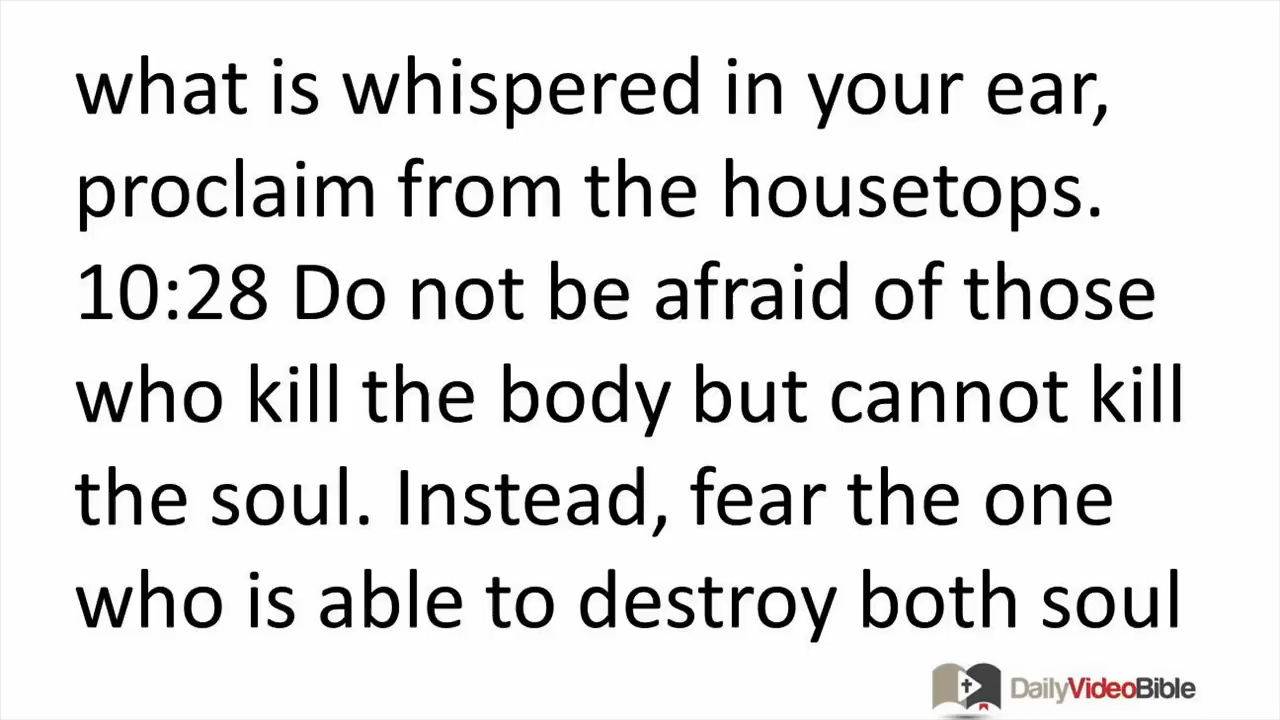 what is whispered in your ear,
proclaim from the housetops.
10:28 Do not be afraid of those
who kill the body but cannot kill
the soul. Instead, fear the one
who is able to destroy both soul
DailyVideoBible